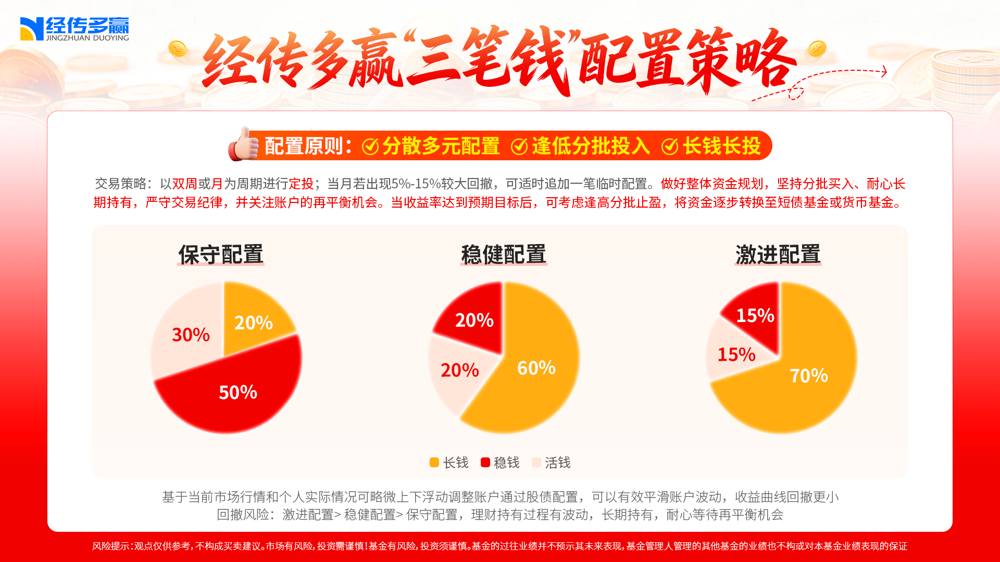 经传多赢
JINGZHUAN DUOYING
经传多赢“三笔钱”配置策略
配置原则：分散多元配置 逢低分批投入 长钱长投
交易策略：以双周或月为周期进行定投；当月若出现5%-15%较大回撤，可适时追加一笔临时配置。做好整体资金规划，坚持分批买入、耐心长
期持有，严守交易纪律，并关注账户的再平衡机会。当收益率达到预期目标后，可考虑逢高分批止盈，将资金逐步转换至短债基金或货币基金。
保守配置
20%
30%
50%
稳健配置
20%
20%
60%
激进配置
15%
15%
70%
长钱 稳钱 活钱
基于当前市场行情和个人实际情况可略微上下浮动调整账户通过股债配置，可以有效平滑账户波动，收益曲线回撤更小
回撤风险：激进配置> 稳健配置> 保守配置，理财持有过程有波动，长期持有，耐心等待再平衡机会
风险提示：观点仅供参考，不构成买卖建议。市场有风险，投资需谨慎！基金有风险，投资须谨慎。基金的过往业绩并不预示其未来表现，基金管理人管理的其他基金的业绩也不构或对本基金业绩表现的保证